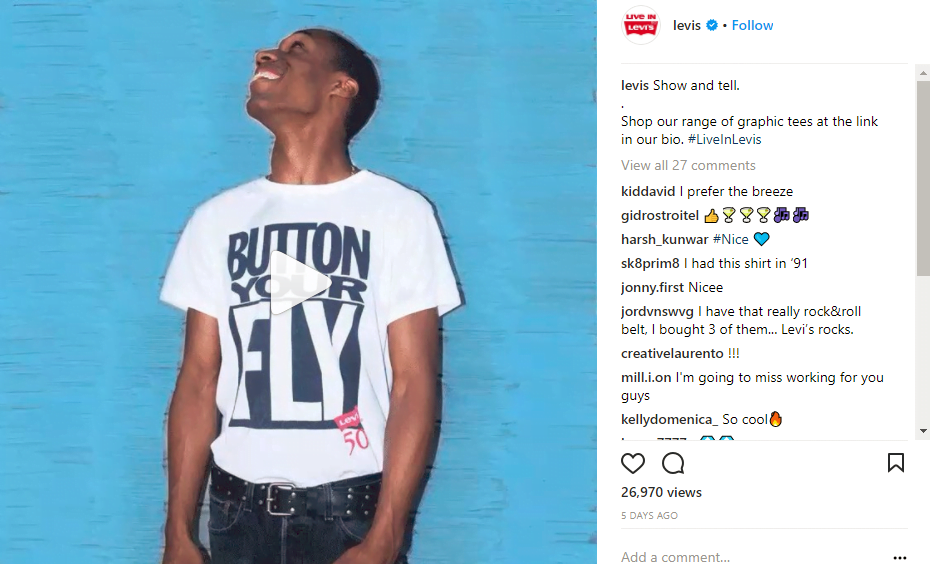 LIVE IN
LEVI'S
levis • Follow
levis Show and tell.
.
Shop our range of graphic tees at the link
in our bio. #LiveInLevis
View all 27 comments
kiddavid I prefer the breeze
gidrostroitel 👍🏆🏆🏆🎶🎶
harsh_kunwar #Nice 💙
sk8prim8 I had this shirt in ‘91
jonny.first Nicee
jordvnswvg I have that really rock&roll
belt, I bought 3 of them... Levi’s rocks.
creativelaurento !!!
mill.i.on I'm going to miss working for you
guys
kellydomenica_ So cool🔥
26,970 views
5 DAYS AGO
Add a comment...
BUTTON
YOUR
FLY
Levi's
50